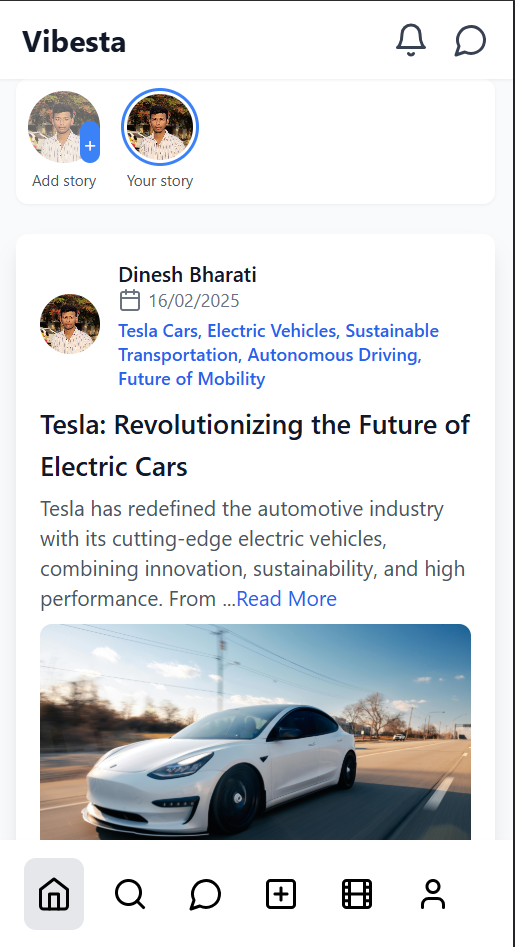 Vibesta
+
Add story
Your story
Dinesh Bharati
16/02/2025
Tesla Cars, Electric Vehicles, Sustainable
Transportation, Autonomous Driving,
Future of Mobility
Tesla: Revolutionizing the Future of
Electric Cars
Tesla has redefined the automotive industry
with its cutting-edge electric vehicles,
combining innovation, sustainability, and high
performance. From ...Read More